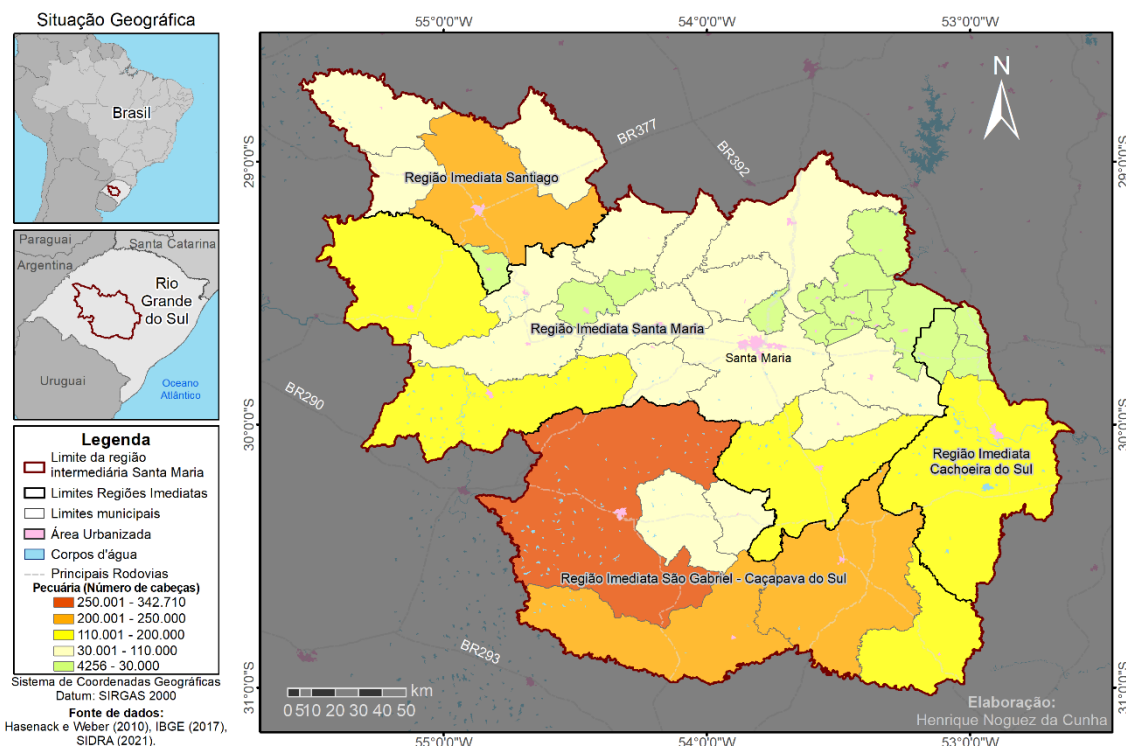 Situação Geográfica
Brasil
Paraguai
Santa Catarina
Argentina
Rio
Grande
do Sul
Uruguai
Oceano
Atlântico
Legenda
Limite da região
intermediária Santa Maria
Limites Regiões Imediatas
Limites municipais
Área Urbanizada
Corpos d'água
Principais Rodovias
Pecuária (Número de cabeças)
250.001 - 342.710
200.001 - 250.000
110.001 - 200.000
30.001 - 110.000
4256 - 30.000
Sistema de Coordenadas Geográficas
Datum: SIRGAS 2000
Fonte de dados:
Hasenack e Weber (2010), IBGE (2017),
SIDRA (2021).
55°0'0"W
54°0'0"W
53°0'0"W
29°0'0"S
30°0'0"S
31°0'0"S
N
BR377
BR392
Região Imediata Santiago
Região Imediata Santa Maria
Santa Maria
BR290
Região Imediata
Cachoeira do Sul
Região Imediata São Gabriel - Caçapava do Sul
BR293
km
0 5 10 20 30 40 50
Elaboração:
Henrique Noguez da Cunha
29°0'0"S
30°0'0"S
31°0'0"S
55°0'0"W
54°0'0"W
53°0'0"W